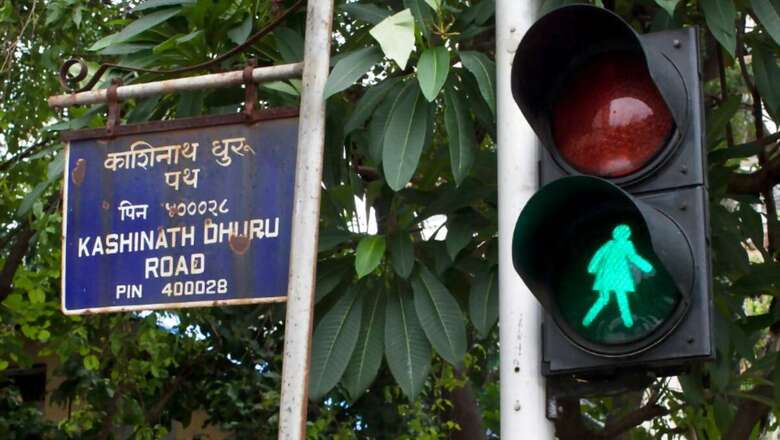 काशिनाथ धुरू
पथ
पिन ४०००२८
KASHINATH DHURU
ROAD
PIN 400028